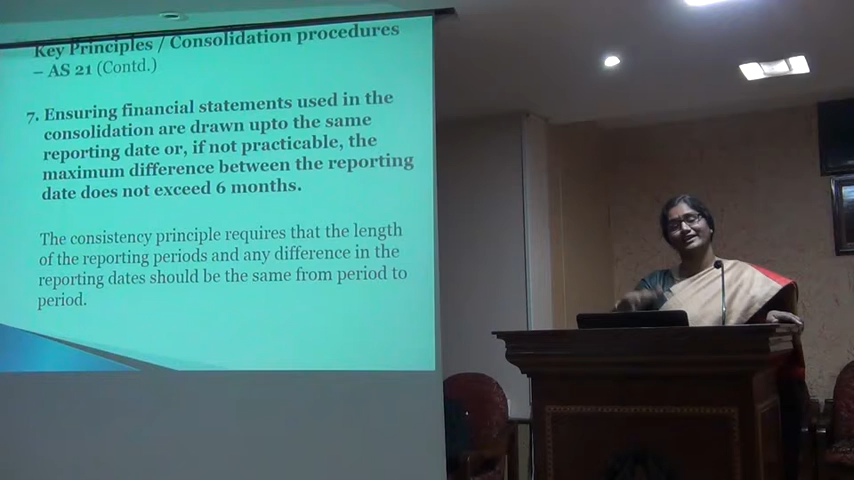 Key Principles / Consolidation procedures
– AS 21 (Contd.)
7. Ensuring financial statements used in the
consolidation are drawn upto the same
reporting date or, if not practicable, the
maximum difference between the reporting
date does not exceed 6 months.
The consistency principle requires that the length
of the reporting periods and any difference in the
reporting dates should be the same from period to
period.